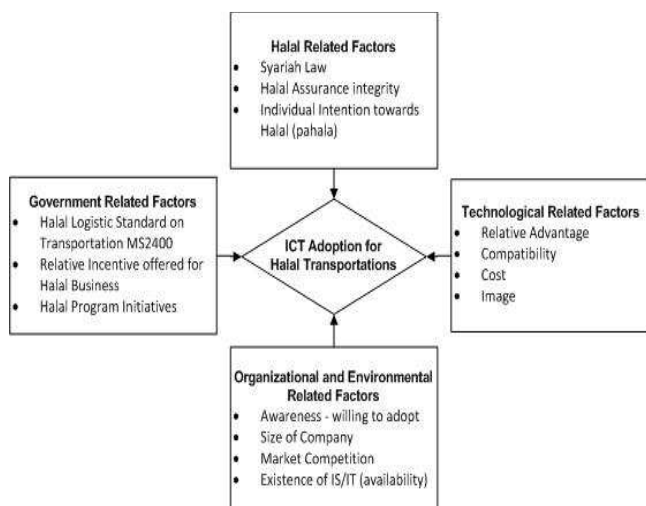 Halal Related Factors
• Syariah Law
• Halal Assurance integrity
• Individual Intention towards
Halal (pahala)
Government Related Factors
• Halal Logistic Standard on
Transportation MS2400
• Relative Incentive offered for
Halal Business
• Halal Program Initiatives
ICT Adoption for
Halal Transportations
Technological Related Factors
• Relative Advantage
• Compatibility
• Cost
• Image
Organizational and Environmental
Related Factors
• Awareness - willing to adopt
• Size of Company
• Market Competition
• Existence of IS/IT (availability)